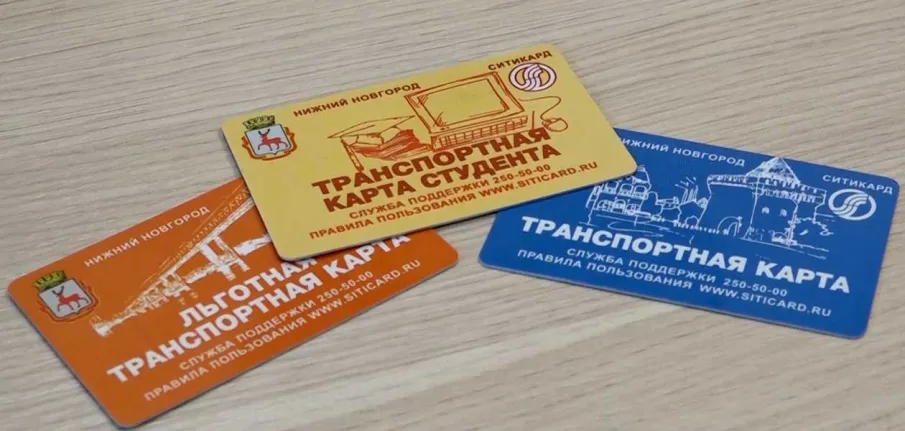 НИЖНИЙ НОВГОРОД
СИТИКАРД
ТРАНСПОРТНАЯ
КАРТА СТУДЕНТА
СЛУЖБА ПОДДЕРЖКИ 250-50-00
ПРАВИЛА ПОЛЬЗОВАНИЯ WWW.SITICARD.RU
НИЖНИЙ НОВГОРОД
ЛЬГОТНАЯ
ТРАНСПОРТНАЯ КАРТА
СЛУЖБА ПОДДЕРЖКИ 250-50-00
ПРАВИЛА ПОЛЬЗОВАНИЯ WWW.SITICARD.RU
НИЖНИЙ НОВГОРОД
СИТИКАРД
ТРАНСПОРТНАЯ КАРТА
СЛУЖБА ПОДДЕРЖКИ 250-50-00
ПРАВИЛА ПОЛЬЗОВАНИЯ WWW.SITICARD.RU